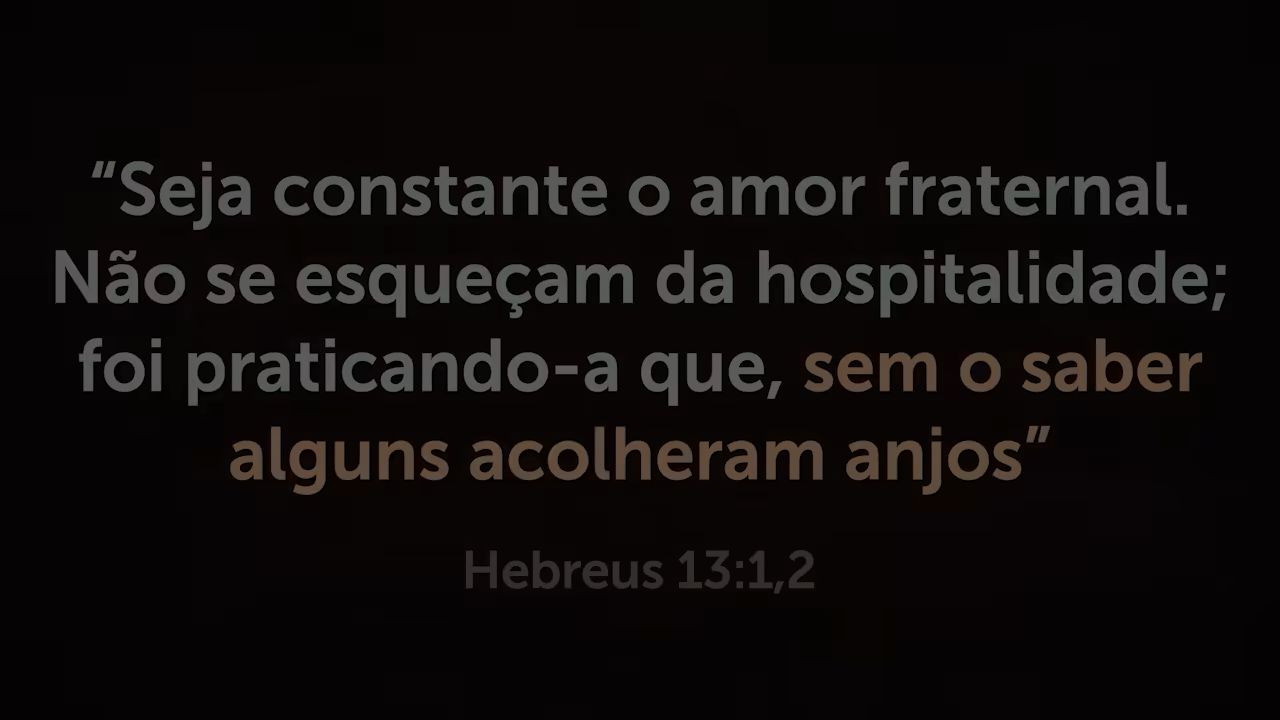 “Seja constante o amor fraternal.
Não se esqueçam da hospitalidade;
foi praticando-a que, sem o saber
alguns acolheram anjos”
Hebreus 13:1,2